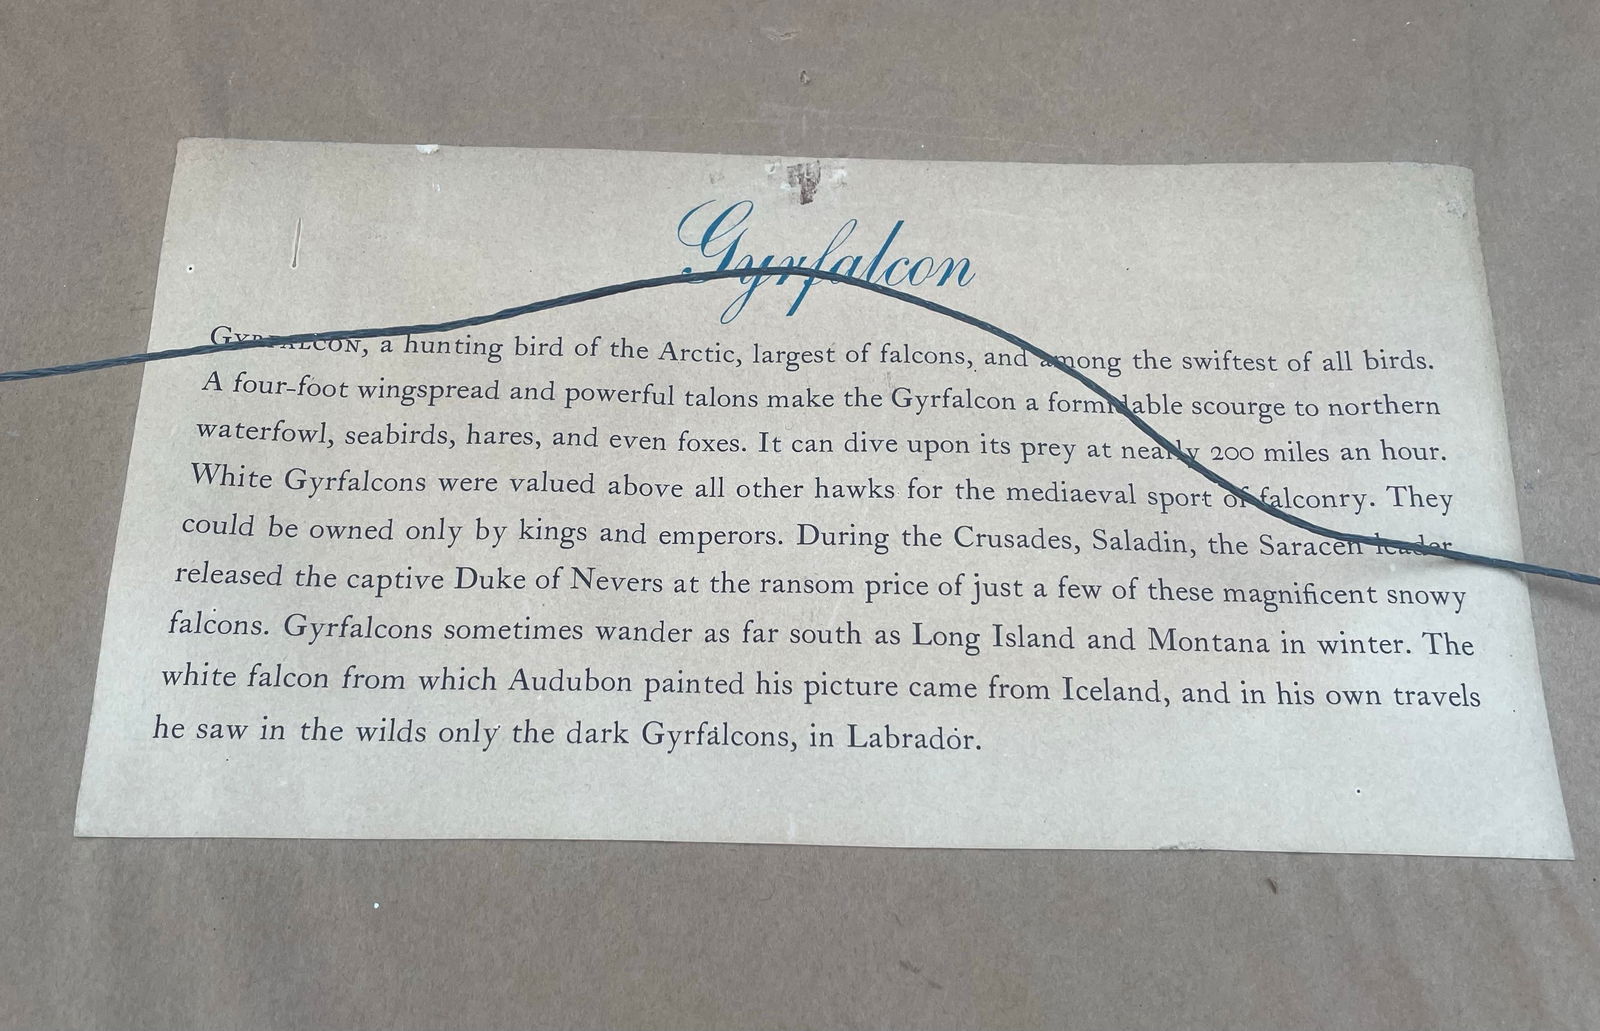 Gyrfalcon
GYRFALCON, a hunting bird of the Arctic, largest of falcons, and among the swiftest of all birds.
A four-foot wingspread and powerful talons make the Gyrfalcon a formidable scourge to northern
waterfowl, seabirds, hares, and even foxes. It can dive upon its prey at nearly 200 miles an hour.
White Gyrfalcons were valued above all other hawks for the mediaeval sport of falconry. They
could be owned only by kings and emperors. During the Crusades, Saladin, the Saracen leader
released the captive Duke of Nevers at the ransom price of just a few of these magnificent snowy
falcons. Gyrfalcons sometimes wander as far south as Long Island and Montana in winter. The
white falcon from which Audubon painted his picture came from Iceland, and in his own travels
he saw in the wilds only the dark Gyrfalcons, in Labrador.